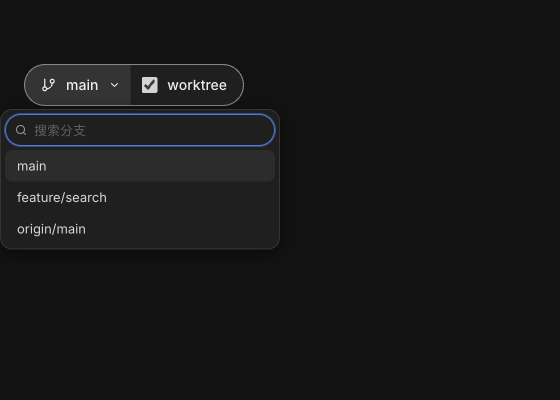 main
worktree
搜索分支
main
feature/search
origin/main